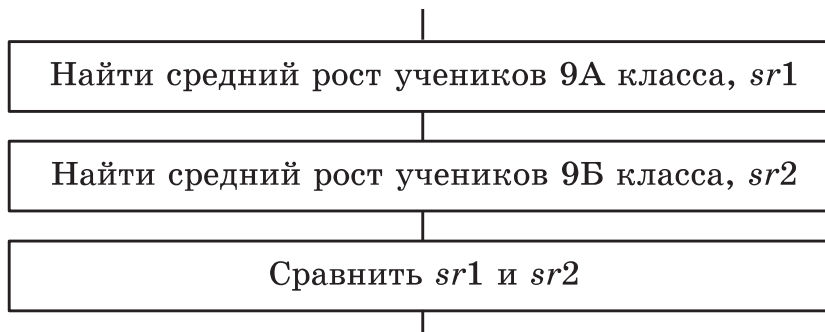 Найти средний рост учеников 9А класса, sr1
Найти средний рост учеников 9Б класса, sr2
Сравнить sr1 и sr2